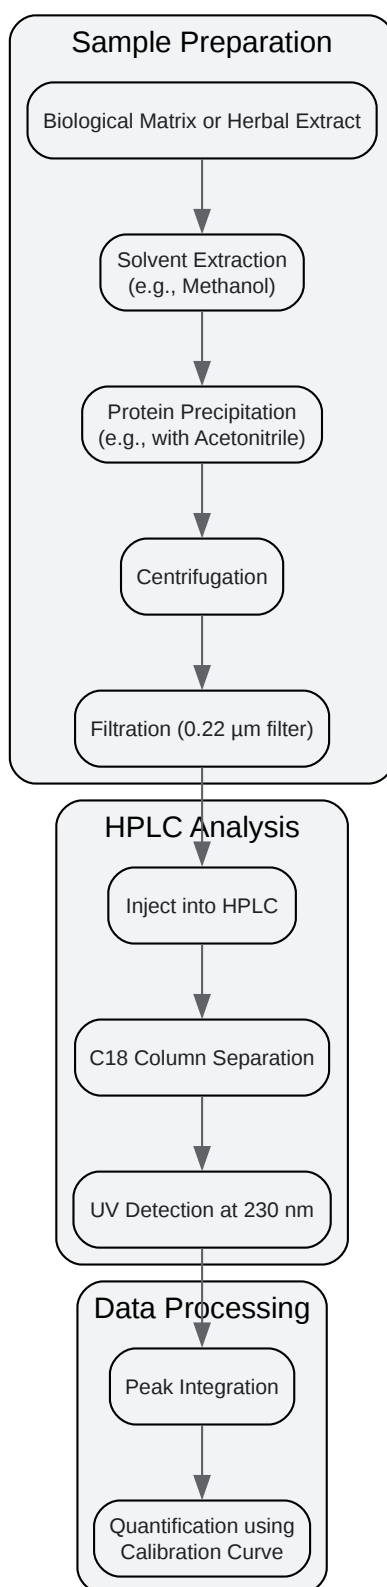 Sample Preparation
Biological Matrix or Herbal Extract
Solvent Extraction
(e.g., Methanol)
Protein Precipitation
(e.g., with Acetonitrile)
Centrifugation
Filtration (0.22 µm filter)
HPLC Analysis
Inject into HPLC
C18 Column Separation
UV Detection at 230 nm
Data Processing
Peak Integration
Quantification using
Calibration Curve